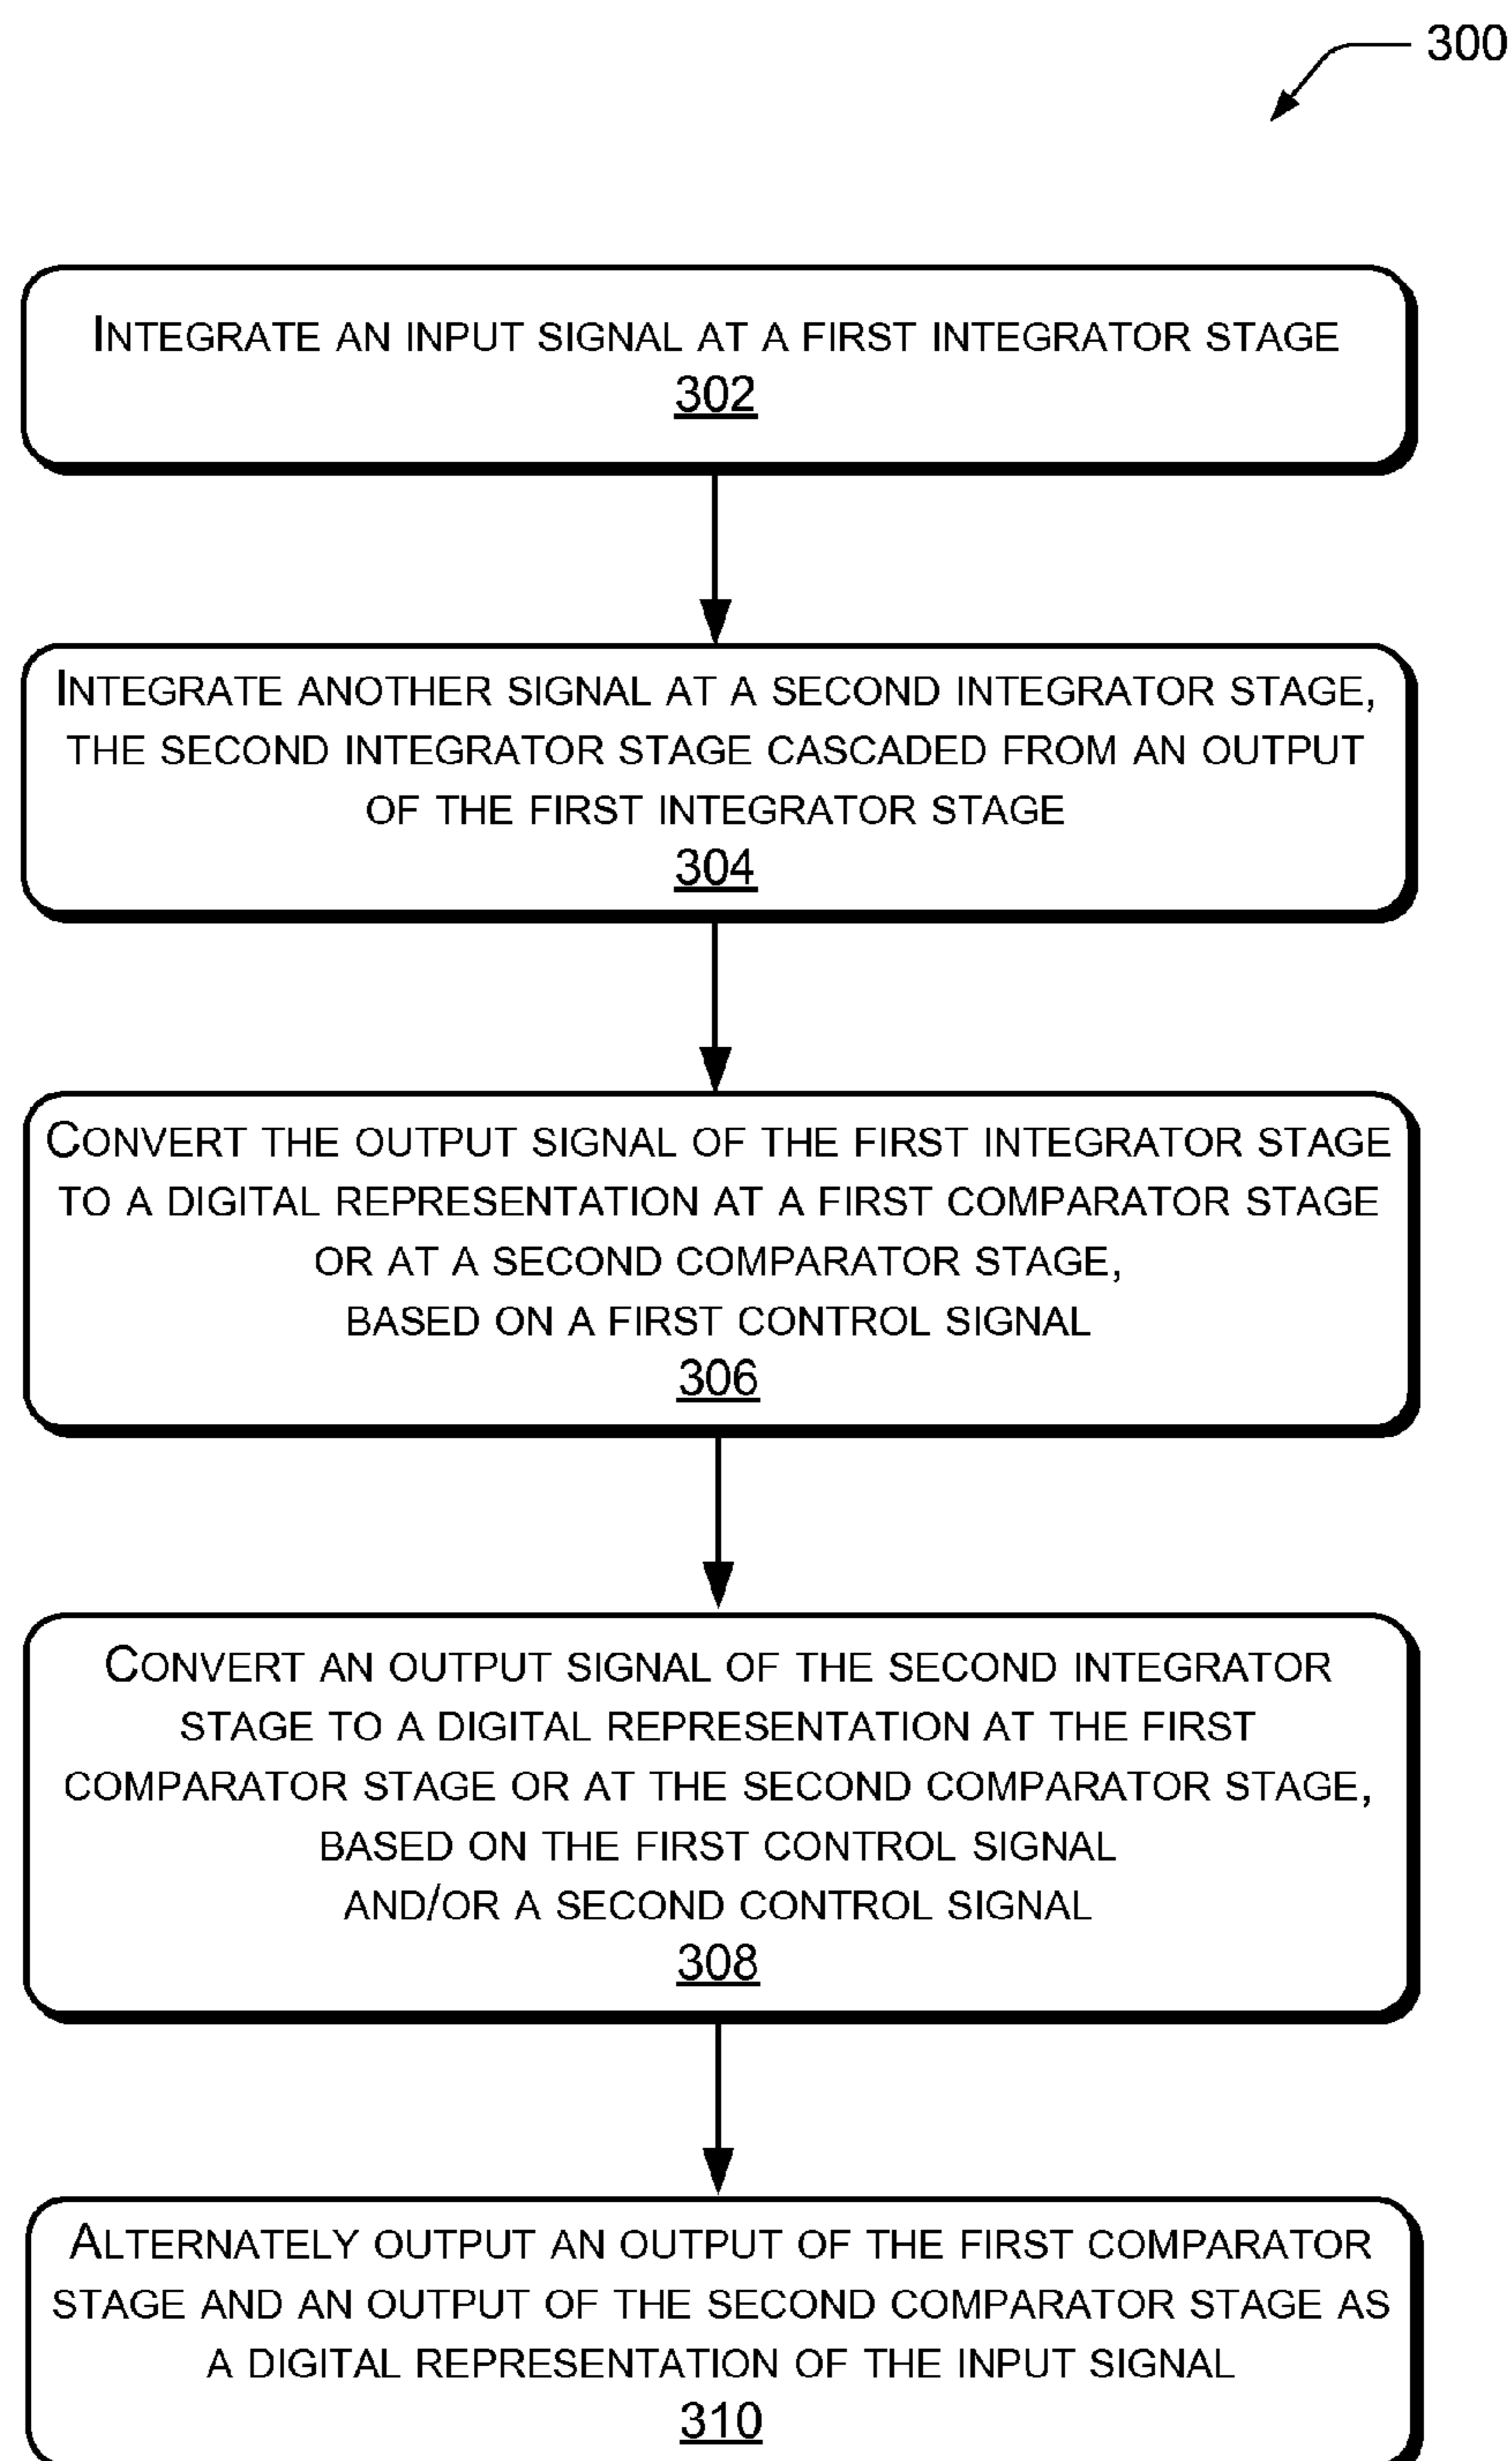 300
INTEGRATE AN INPUT SIGNAL AT A FIRST INTEGRATOR STAGE
302
INTEGRATE ANOTHER SIGNAL AT A SECOND INTEGRATOR STAGE,
THE SECOND INTEGRATOR STAGE CASCADED FROM AN OUTPUT
OF THE FIRST INTEGRATOR STAGE
304
CONVERT THE OUTPUT SIGNAL OF THE FIRST INTEGRATOR STAGE
TO A DIGITAL REPRESENTATION AT A FIRST COMPARATOR STAGE
OR AT A SECOND COMPARATOR STAGE,
BASED ON A FIRST CONTROL SIGNAL
306
CONVERT AN OUTPUT SIGNAL OF THE SECOND INTEGRATOR
STAGE TO A DIGITAL REPRESENTATION AT THE FIRST
COMPARATOR STAGE OR AT THE SECOND COMPARATOR STAGE,
BASED ON THE FIRST CONTROL SIGNAL
AND/OR A SECOND CONTROL SIGNAL
308
ALTERNATELY OUTPUT AN OUTPUT OF THE FIRST COMPARATOR
STAGE AND AN OUTPUT OF THE SECOND COMPARATOR STAGE AS
A DIGITAL REPRESENTATION OF THE INPUT SIGNAL
310